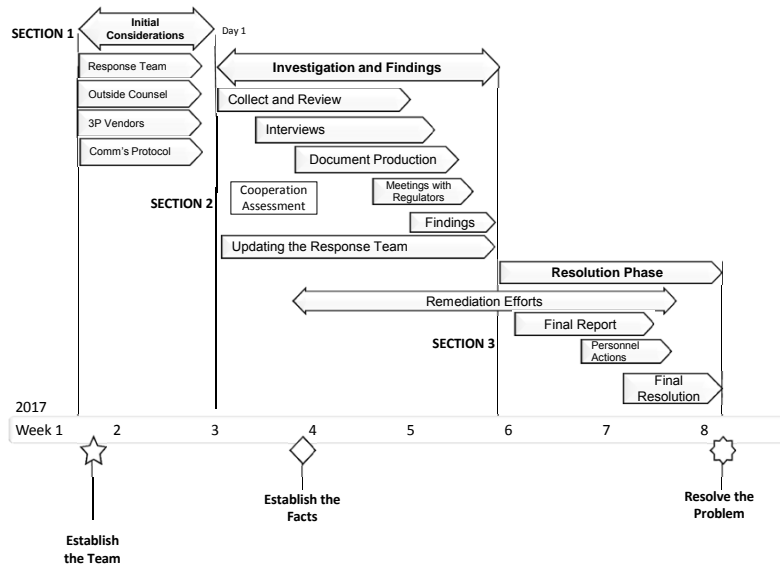 Initial
Considerations
SECTION 1
Day 1
Response Team
Outside Counsel
3P Vendors
Comm's Protocol
Investigation and Findings
Collect and Review
Interviews
Document Production
SECTION 2
Cooperation
Assessment
Meetings with
Regulators
Findings
Updating the Response Team
Resolution Phase
Remediation Efforts
SECTION 3
Final Report
Personnel
Actions
Final
Resolution
2017
Week 1 2 3 4 5 6 7 8
Establish the
Facts
Resolve the
Problem
Establish
the Team